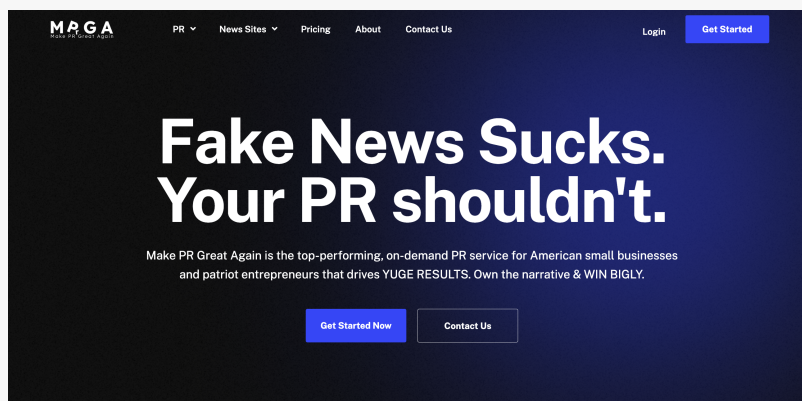 MPGA
Make PR Great Again
PR
News Sites
Pricing
About
Contact Us
Login
Get Started
Fake News Sucks.
Your PR shouldn't.
Make PR Great Again is the top-performing, on-demand PR service for American small businesses
and patriot entrepreneurs that drives YUGE RESULTS. Own the narrative & WIN BIGLY.
Get Started Now
Contact Us